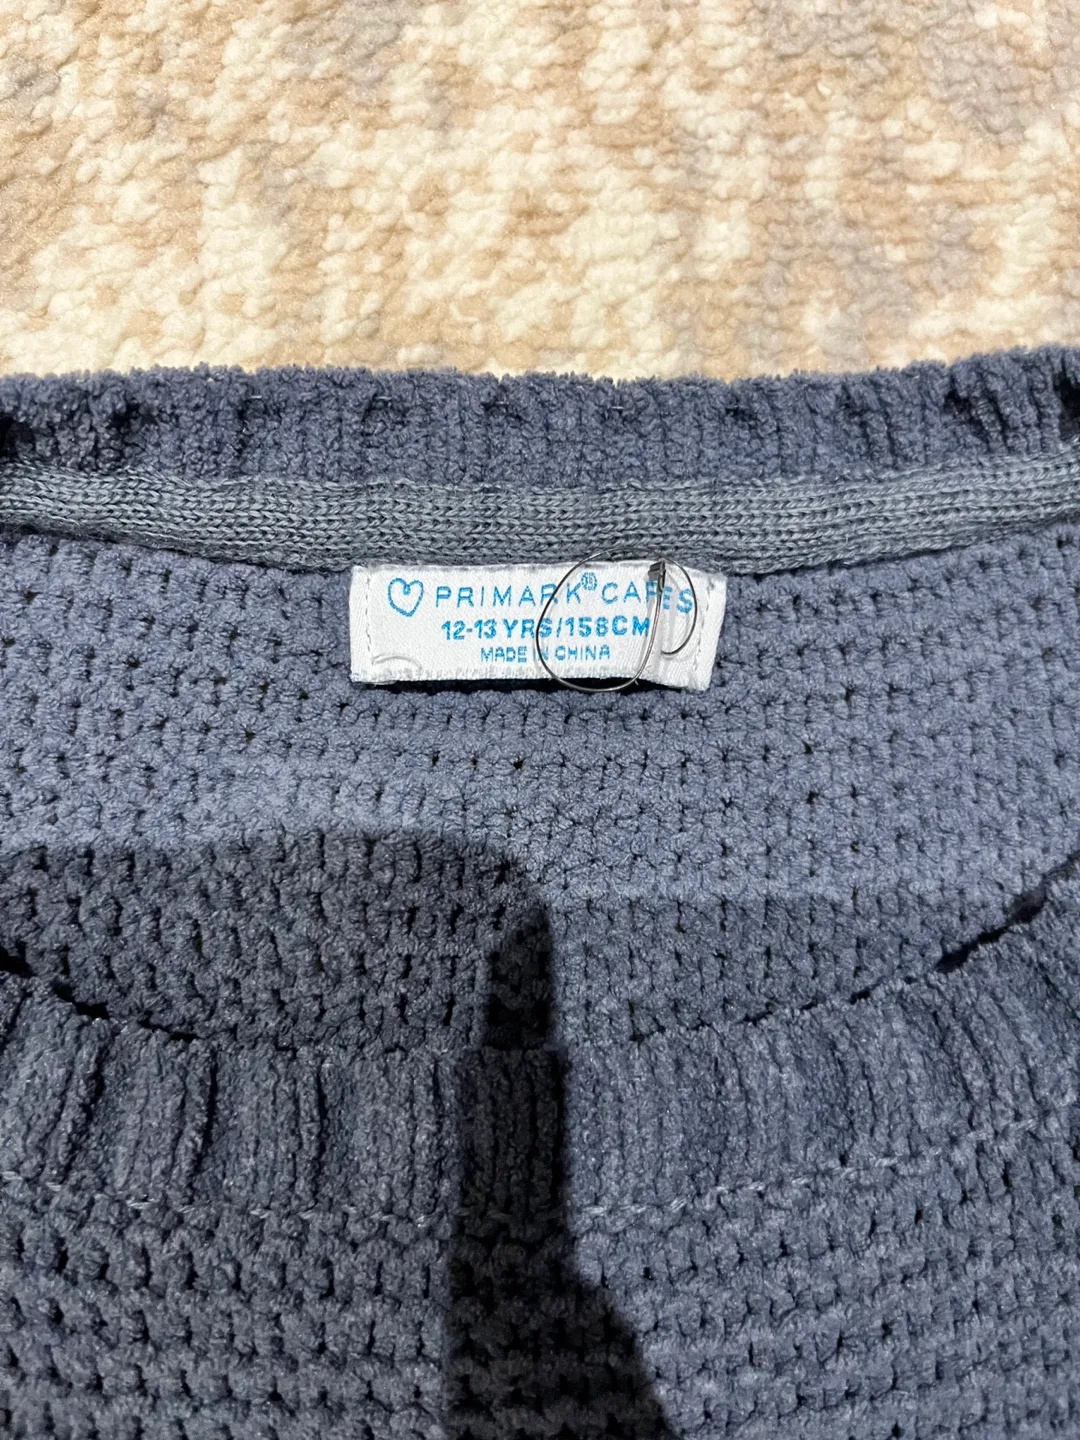 PRIMARK® CARES
12-13 YRS/158CM
MADE IN CHINA